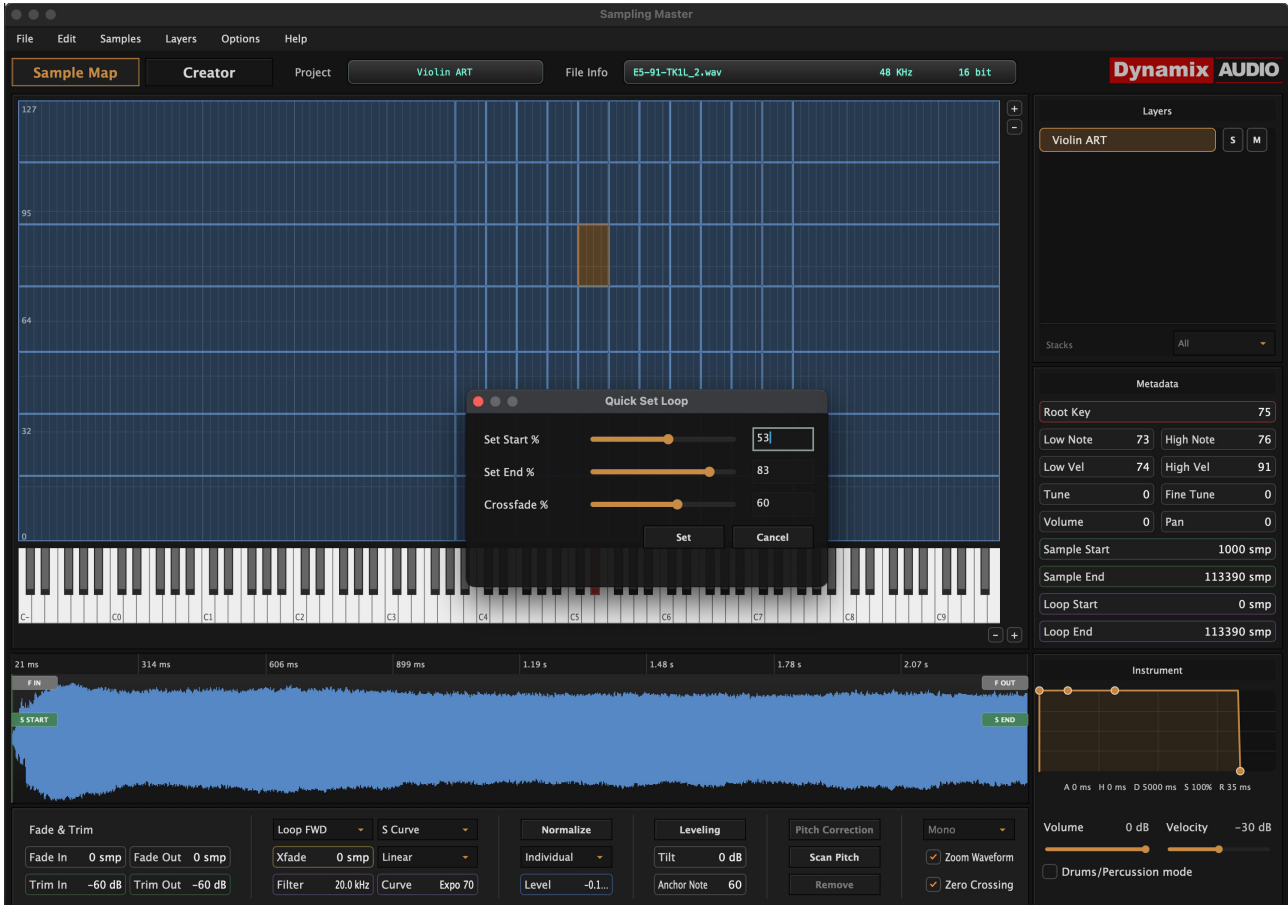 Sampling Master
File Edit Samples Layers Options Help
Sample Map Creator Project Violin ART File Info E5-91-TK1L_2.wav 48 KHz 16 bit Dynamix AUDIO
127
95
64
32
0
+
-
Layers
Violin ART S M
Stacks All
Quick Set Loop
Set Start % 53
Set End % 83
Crossfade % 60
Set Cancel
C- C0 C1 C2 C3 C4 C5 C6 C7 C8 C9
- +
Metadata
Root Key 75
Low Note 73 High Note 76
Low Vel 74 High Vel 91
Tune 0 Fine Tune 0
Volume 0 Pan 0
Sample Start 1000 smp
Sample End 113390 smp
Loop Start 0 smp
Loop End 113390 smp
21 ms 314 ms 606 ms 899 ms 1.19 s 1.48 s 1.78 s 2.07 s
F IN F OUT
S START S END
Instrument
A 0 ms H 0 ms D 5000 ms S 100% R 35 ms
Volume 0 dB Velocity -30 dB
Drums/Percussion mode
Fade & Trim Loop FWD S Curve Normalize Leveling Pitch Correction Mono
Fade In 0 smp Fade Out 0 smp Xfade 0 smp Linear Individual Tilt 0 dB Scan Pitch Zoom Waveform
Trim In -60 dB Trim Out -60 dB Filter 20.0 kHz Curve Expo 70 Level -0.1... Anchor Note 60 Remove Zero Crossing